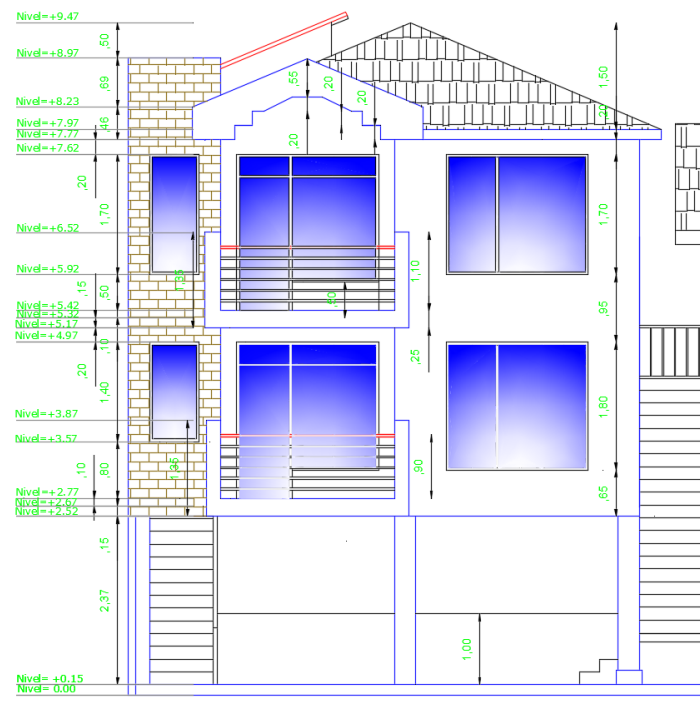 Nivel=+9.47
Nivel=+8.97
Nivel=+8.23
Nivel=+7.97
Nivel=+7.77
Nivel=+7.62
Nivel=+6.52
Nivel=+5.92
Nivel=+5.42
Nivel=+5.32
Nivel=+5.17
Nivel=+4.97
Nivel=+3.87
Nivel=+3.57
Nivel=+2.77
Nivel=+2.67
Nivel=+2.52
Nivel= +0.15
Nivel= 0.00
,50
,69
,46
,20
1,70
,15
,50
,10
,20
1,40
,10
,80
,15
2,37
1,35
1,35
,55
,20
,20
,20
1,10
,25
,90
1,00
1,50
1,70
,95
1,80
,65